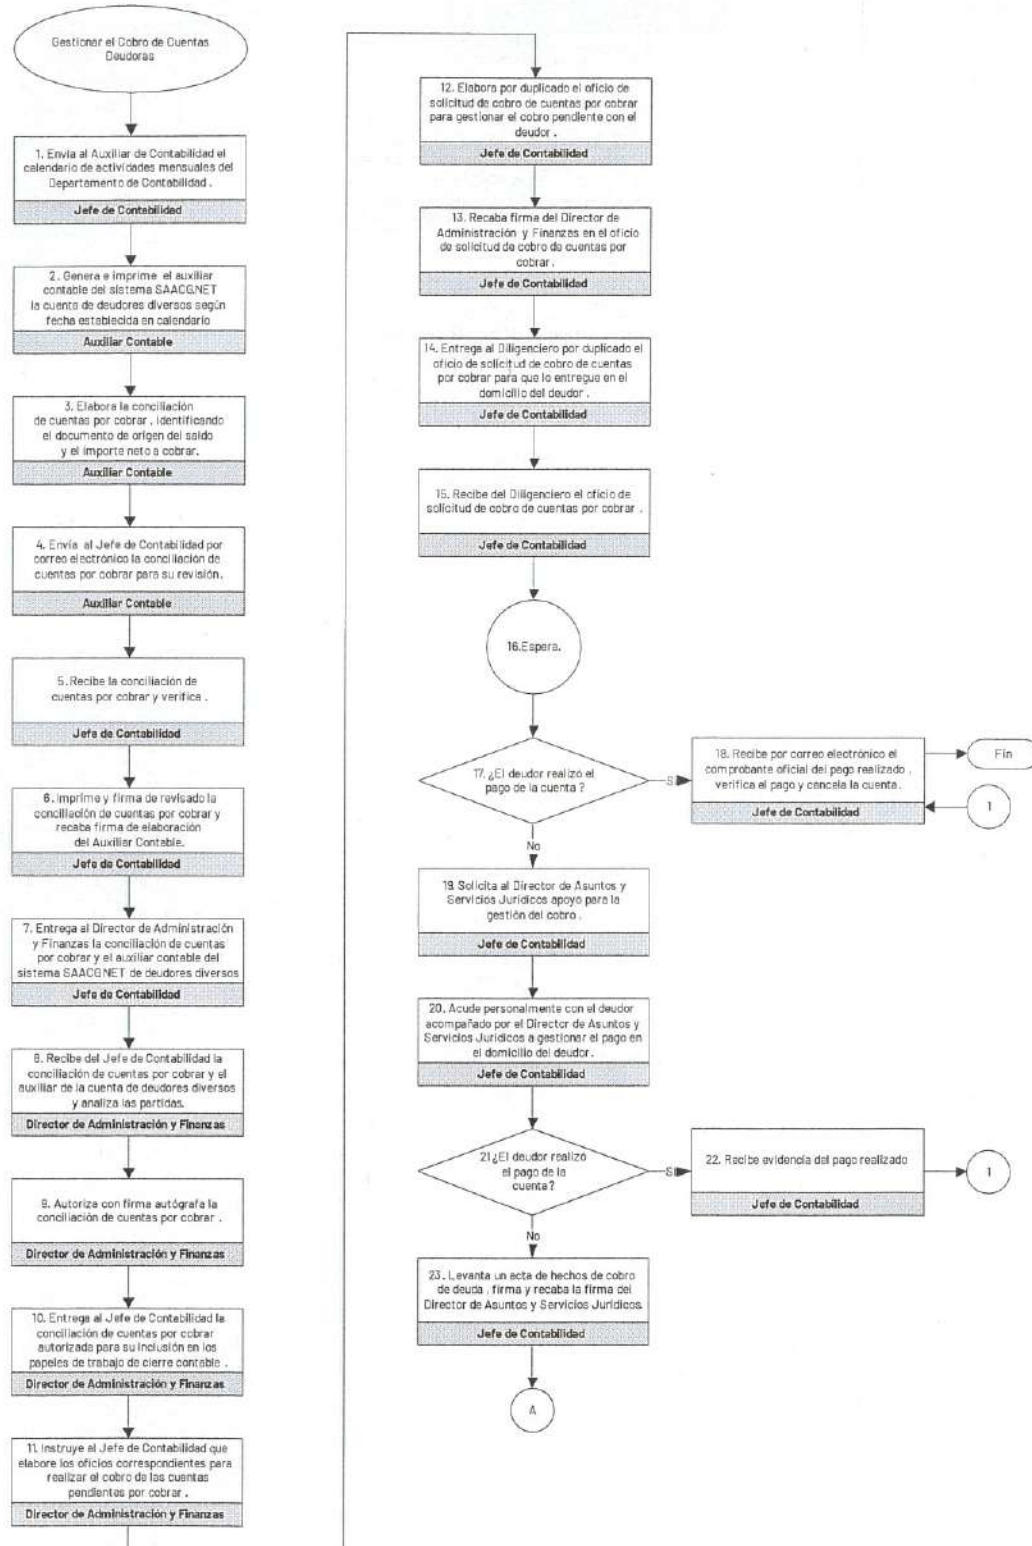 Gestionar el Cobro de Cuentas
Deudoras
1. Envía al Auxiliar de Contabilidad el
calendario de actividades mensuales del
Departamento de Contabilidad .
Jefe de Contabilidad
2. Genera e imprime el auxiliar
contable del sistema SAACG.NET
la cuenta de deudores diversos según
fecha establecida en calendario
Auxiliar Contable
3. Elabora la conciliación
de cuentas por cobrar , identificando
el documento de origen del saldo
y el importe neto a cobrar.
Auxiliar Contable
4. Envía al Jefe de Contabilidad por
correo electrónico la conciliación de
cuentas por cobrar para su revisión.
Auxiliar Contable
5. Recibe la conciliación de
cuentas por cobrar y verifica .
Jefe de Contabilidad
6. Imprime y firma de revisado la
conciliación de cuentas por cobrar y
recaba firma de elaboración
del Auxiliar Contable.
Jefe de Contabilidad
7. Entrega al Director de Administración
y Finanzas la conciliación de cuentas
por cobrar y el auxiliar contable del
sistema SAACG.NET de deudores diversos
Jefe de Contabilidad
8. Recibe del Jefe de Contabilidad la
conciliación de cuentas por cobrar y el
auxiliar de la cuenta de deudores diversos
y analiza las partidas.
Director de Administración y Finanzas
9. Autoriza con firma autógrafa la
conciliación de cuentas por cobrar .
Director de Administración y Finanzas
10. Entrega al Jefe de Contabilidad la
conciliación de cuentas por cobrar
autorizada para su inclusión en los
papeles de trabajo de cierre contable .
Director de Administración y Finanzas
11. Instruye el Jefe de Contabilidad que
elabore los oficios correspondientes para
realizar el cobro de las cuentas
pendientes por cobrar .
Director de Administración y Finanzas
12. Elabora por duplicado el oficio de
solicitud de cobro de cuentas por cobrar
para gestionar el cobro pendiente con el
deudor .
Jefe de Contabilidad
13. Recaba firma del Director de
Administración y Finanzas en el oficio
de solicitud de cobro de cuentas por
cobrar .
Jefe de Contabilidad
14. Entrega al Diligenciero por duplicado el
oficio de solicitud de cobro de cuentas
por cobrar para que lo entregue en el
domicilio del deudor .
Jefe de Contabilidad
15. Recibe del Diligenciero el oficio de
solicitud de cobro de cuentas por cobrar .
Jefe de Contabilidad
16.Espera.
17. ¿El deudor realizó el
pago de la cuenta ?
Si
18. Recibe por correo electrónico el
comprobante oficial del pago realizado ,
verifica el pago y cancela la cuenta.
Jefe de Contabilidad
Fin
1
No
19. Solicita al Director de Asuntos y
Servicios Jurídicos apoyo para la
gestión del cobro .
Jefe de Contabilidad
20. Acude personalmente con el deudor
acompañado por el Director de Asuntos y
Servicios Jurídicos a gestionar el pago en
el domicilio del deudor.
Jefe de Contabilidad
21 ¿El deudor realizó
el pago de la
cuenta?
Si
22. Recibe evidencia del pago realizado
Jefe de Contabilidad
1
No
23. Levanta un acta de hechos de cobro
de deuda , firma y recaba la firma del
Director de Asuntos y Servicios Jurídicos.
Jefe de Contabilidad
A